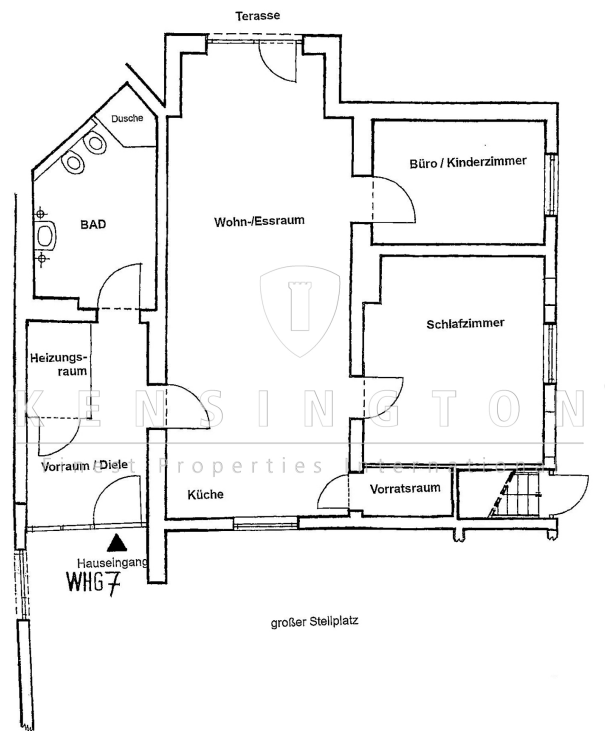 Terasse
Dusche
Büro / Kinderzimmer
BAD
Wohn-/Essraum
Schlafzimmer
Heizungs-
raum
KENSINGTON
Finest Properties International
Vorraum / Diele
Küche
Vorratsraum
Hauseingang
WHG 7
großer Stellplatz